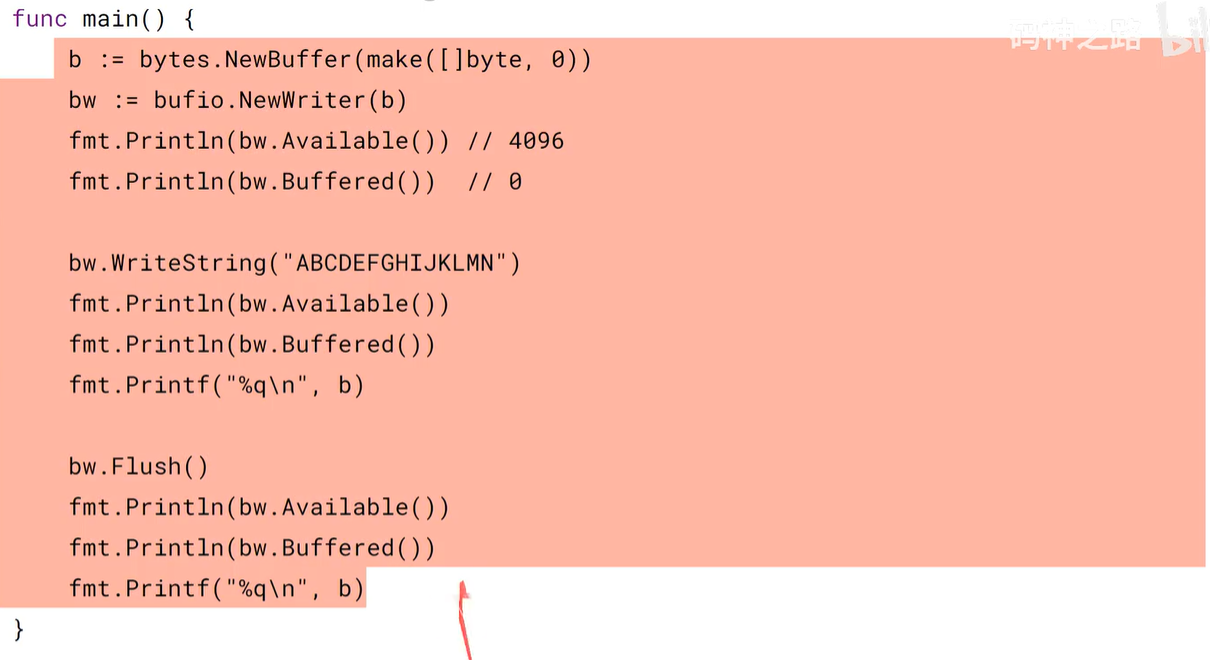 func main() {
码神之路 bili
b := bytes.NewBuffer(make([]byte, 0))
bw := bufio.NewWriter(b)
fmt.Println(bw.Available()) // 4096
fmt.Println(bw.Buffered())  // 0
bw.WriteString("ABCDEFGHIJKLMN")
fmt.Println(bw.Available())
fmt.Println(bw.Buffered())
fmt.Printf("%q\n", b)
bw.Flush()
fmt.Println(bw.Available())
fmt.Println(bw.Buffered())
fmt.Printf("%q\n", b)
}